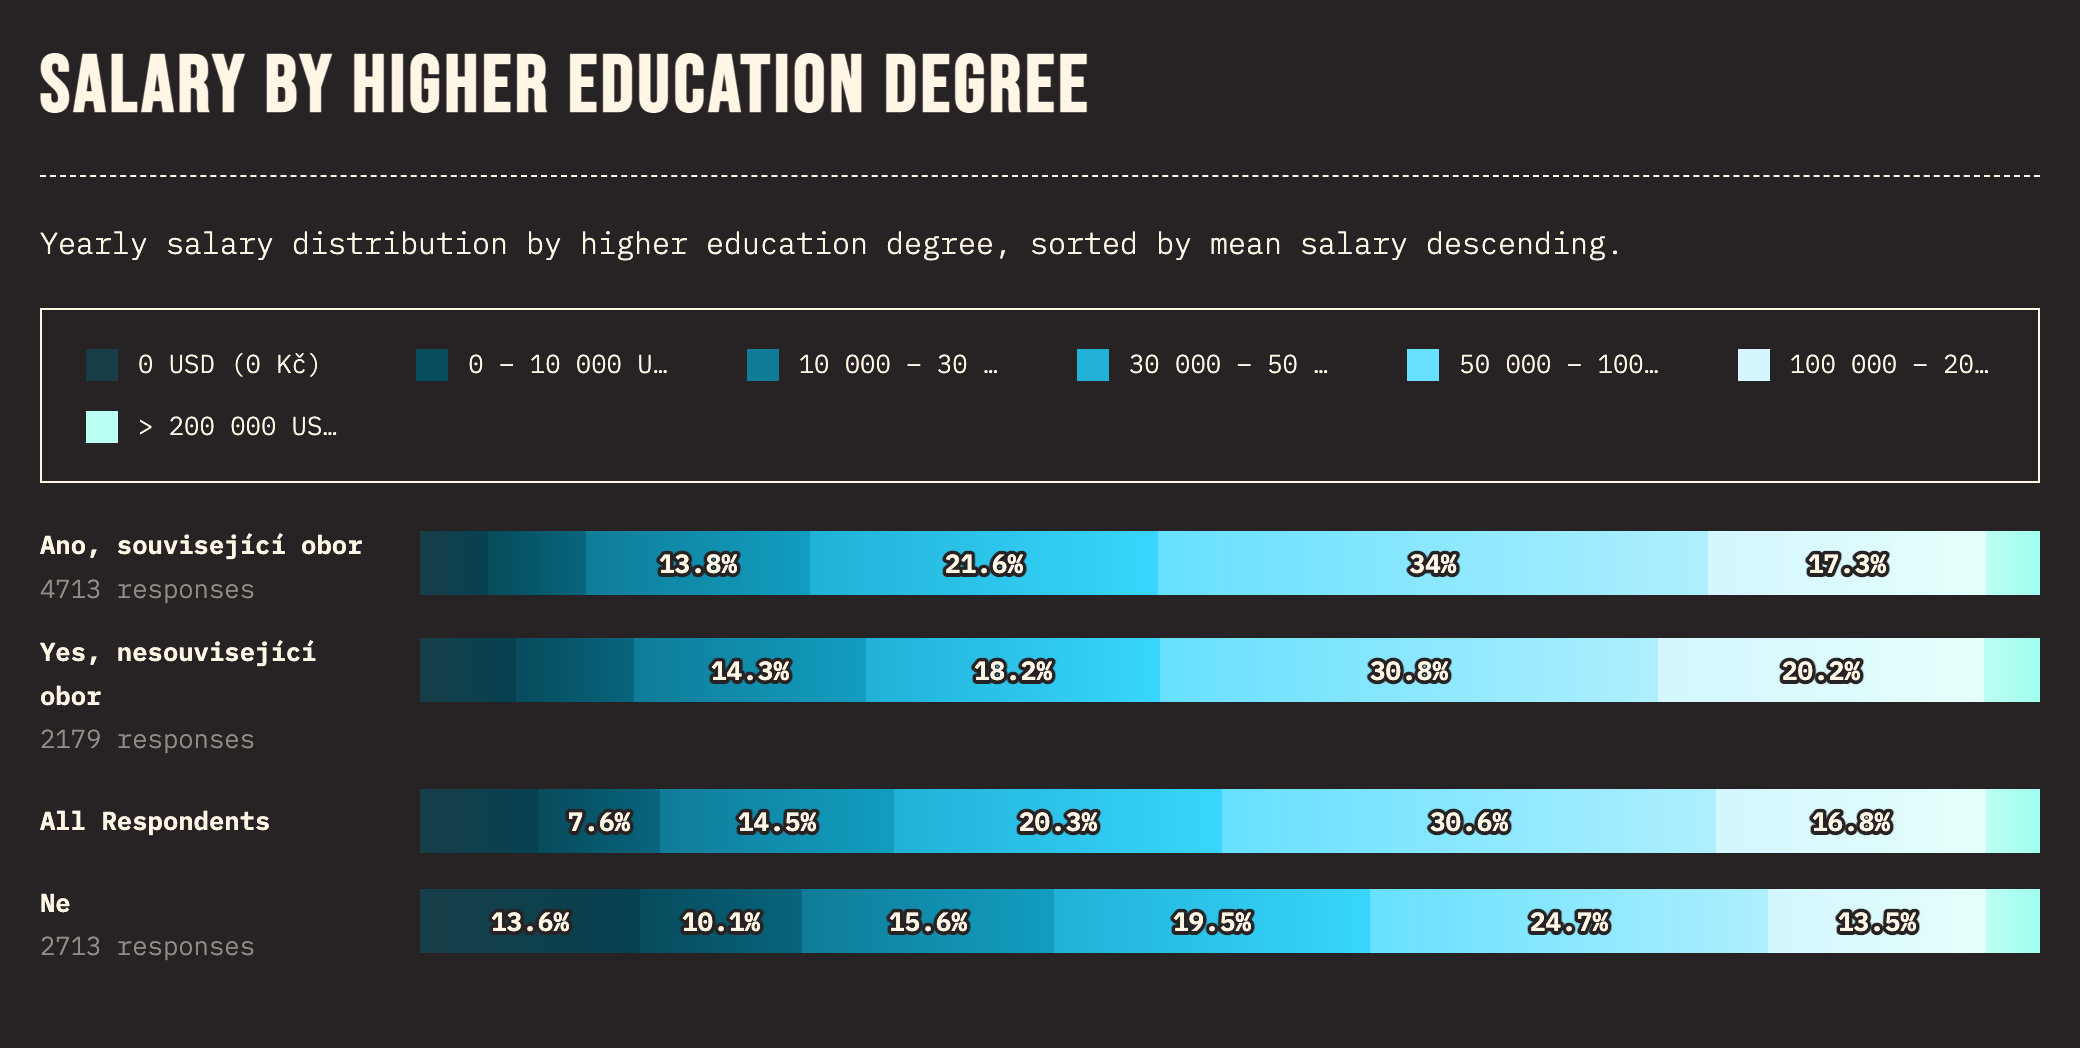 SALARY BY HIGHER EDUCATION DEGREE
Yearly salary distribution by higher education degree, sorted by mean salary descending.
0 USD (0 Kč)
0 – 10 000 U…
10 000 – 30 …
30 000 – 50 …
50 000 – 100…
100 000 – 20…
> 200 000 US…
Ano, související obor
4713 responses
13.8%
21.6%
34%
17.3%
Yes, nesouvisející
obor
2179 responses
14.3%
18.2%
30.8%
20.2%
All Respondents
7.6%
14.5%
20.3%
30.6%
16.8%
Ne
2713 responses
13.6%
10.1%
15.6%
19.5%
24.7%
13.5%